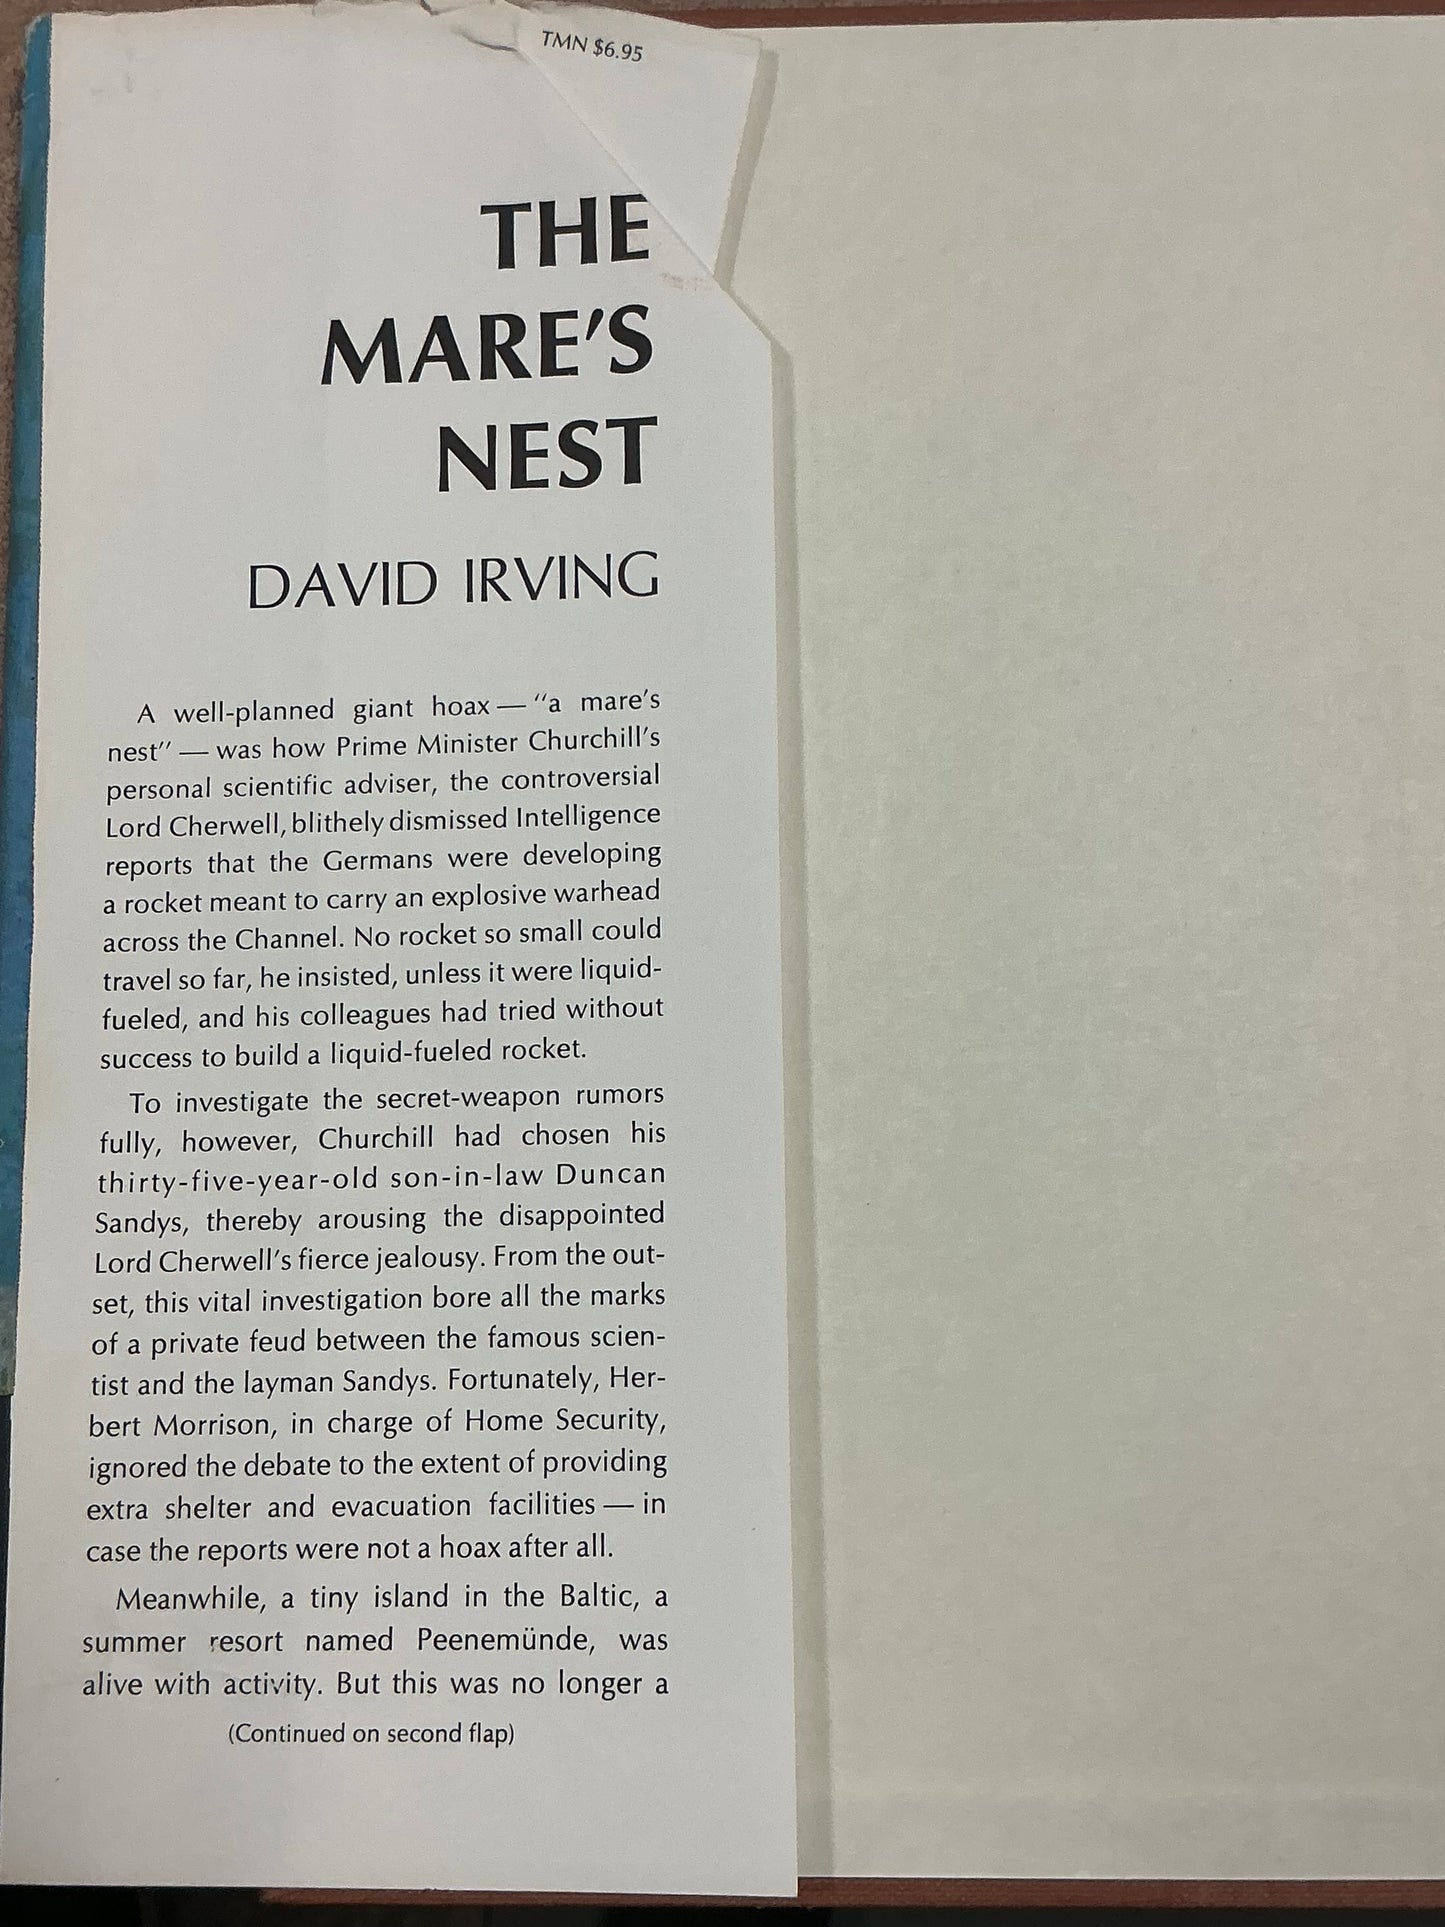 TMN $6.95
THE
MARE'S
NEST
DAVID IRVING
A well-planned giant hoax — "a mare's
nest" — was how Prime Minister Churchill's
personal scientific adviser, the controversial
Lord Cherwell, blithely dismissed Intelligence
reports that the Germans were developing
a rocket meant to carry an explosive warhead
across the Channel. No rocket so small could
travel so far, he insisted, unless it were liquid-
fueled, and his colleagues had tried without
success to build a liquid-fueled rocket.
To investigate the secret-weapon rumors
fully, however, Churchill had chosen his
thirty-five-year-old son-in-law Duncan
Sandys, thereby arousing the disappointed
Lord Cherwell's fierce jealousy. From the out-
set, this vital investigation bore all the marks
of a private feud between the famous scien-
tist and the layman Sandys. Fortunately, Her-
bert Morrison, in charge of Home Security,
ignored the debate to the extent of providing
extra shelter and evacuation facilities — in
case the reports were not a hoax after all.
Meanwhile, a tiny island in the Baltic, a
summer resort named Peenemünde, was
alive with activity. But this was no longer a
(Continued on second flap)